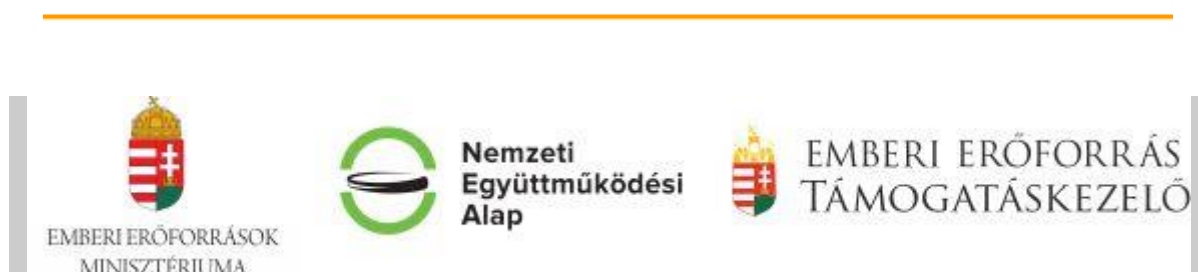 EMBERI ERŐFORRÁSOK
MINISZTÉRIUMA
Nemzeti
Együttműködési
Alap
EMBERI ERŐFORRÁS
TÁMOGATÁSKEZELŐ